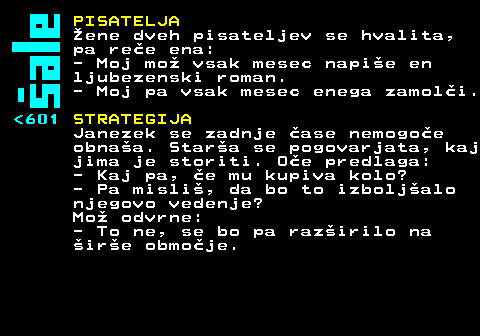 Šale
PISATELJA
Žene dveh pisateljev se hvalita,
pa reče ena:
- Moj mož vsak mesec napiše en
ljubezenski roman.
- Moj pa vsak mesec enega zamolči.
<601 STRATEGIJA
Janezek se zadnje čase nemogoče
obnaša. Starša se pogovarjata, kaj
jima je storiti. Oče predlaga:
- Kaj pa, če mu kupiva kolo?
- Pa misliš, da bo to izboljšalo
njegovo vedenje?
Mož odvrne:
- To ne, se bo pa razširilo na
širše območje.